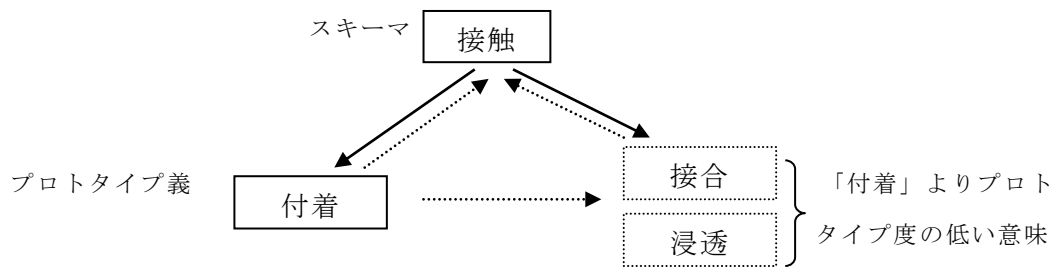 スキーマ
接触
プロトタイプ義
付着
接合
浸透
「付着」よりプロト
タイプ度の低い意味